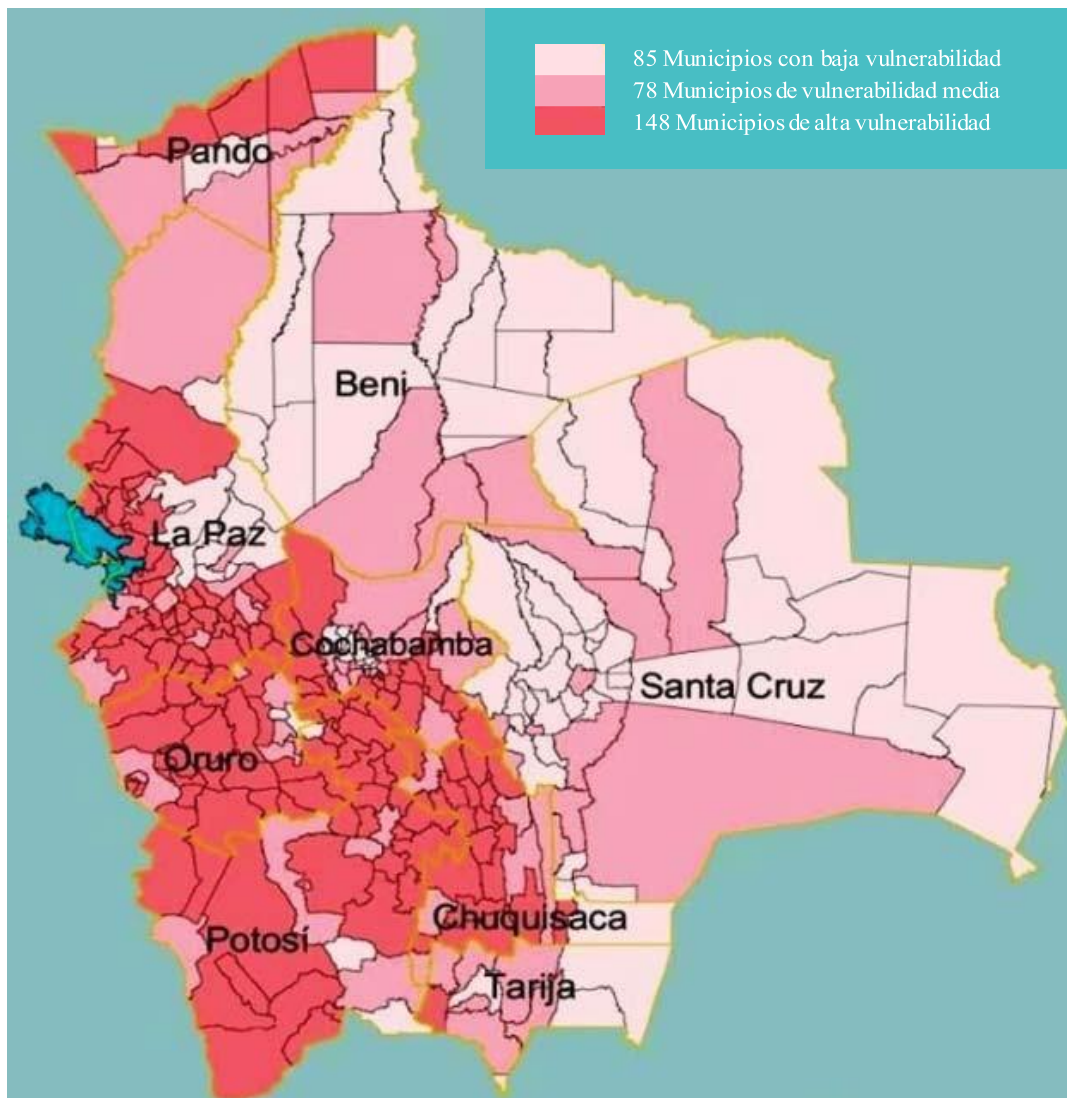 85 Municipios con baja vulnerabilidad
78 Municipios de vulnerabilidad media
148 Municipios de alta vulnerabilidad
Pando
Beni
La Paz
Cochabamba
Santa Cruz
Oruro
Chuquisaca
Potosí
Tarija